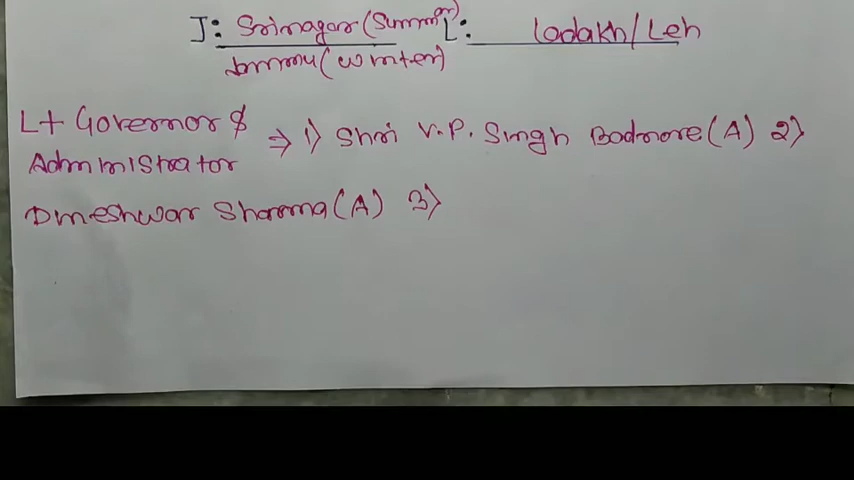 J: Srinagar (Summer) L: Ladakh/Leh
Jammu (Winter)
Lt Governor &
Administrator ⇒ 1) Shri V.P. Singh Badnore (A) 2)
Dineshwar Sharma (A) 3)